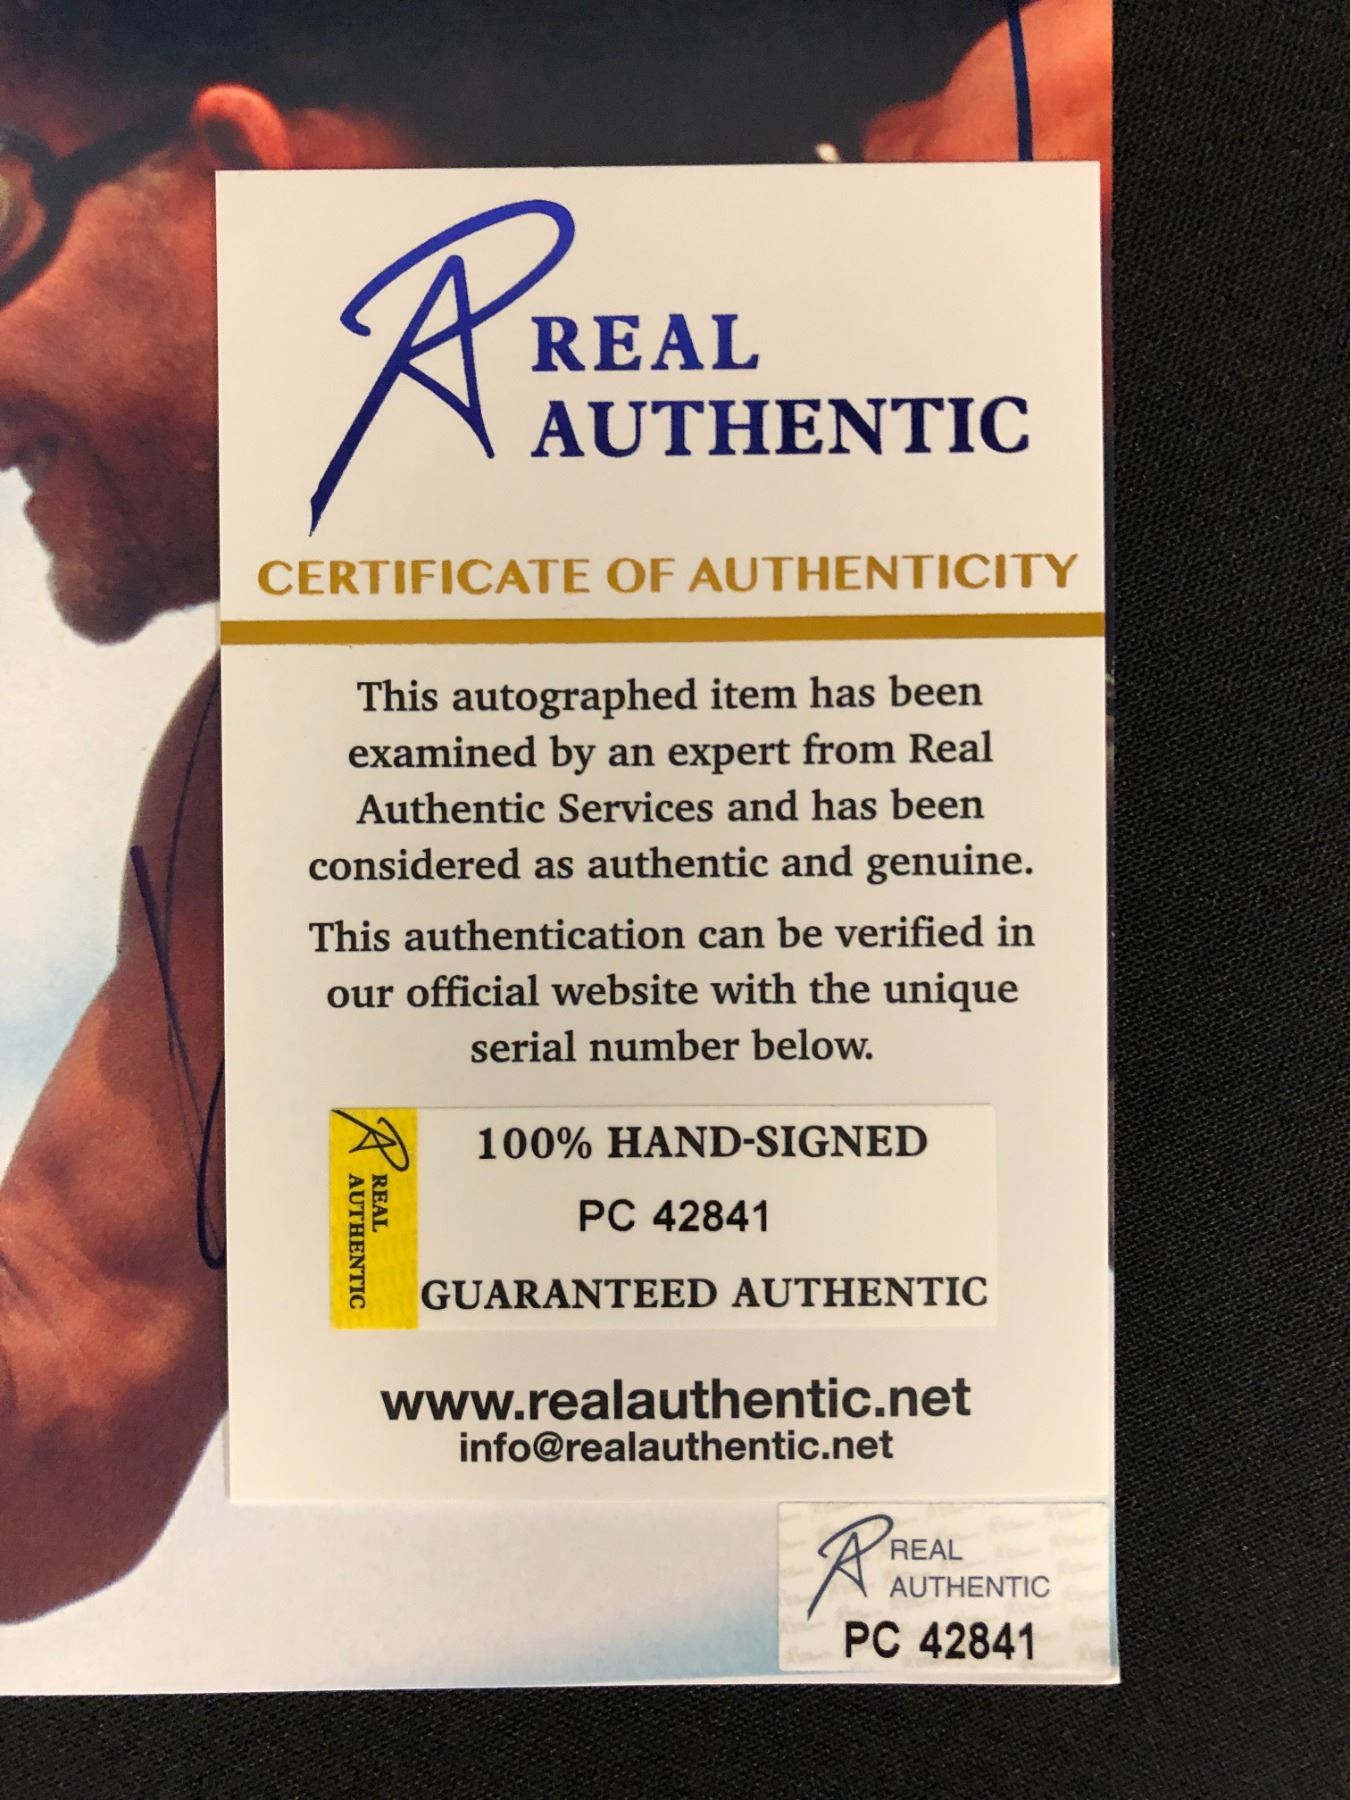 REAL
AUTHENTIC
CERTIFICATE OF AUTHENTICITY
This autographed item has been
examined by an expert from Real
Authentic Services and has been
considered as authentic and genuine.
This authentication can be verified in
our official website with the unique
serial number below.
REAL
AUTHENTIC
100% HAND-SIGNED
PC 42841
GUARANTEED AUTHENTIC
www.realauthentic.net
info@realauthentic.net
REAL
AUTHENTIC
PC 42841